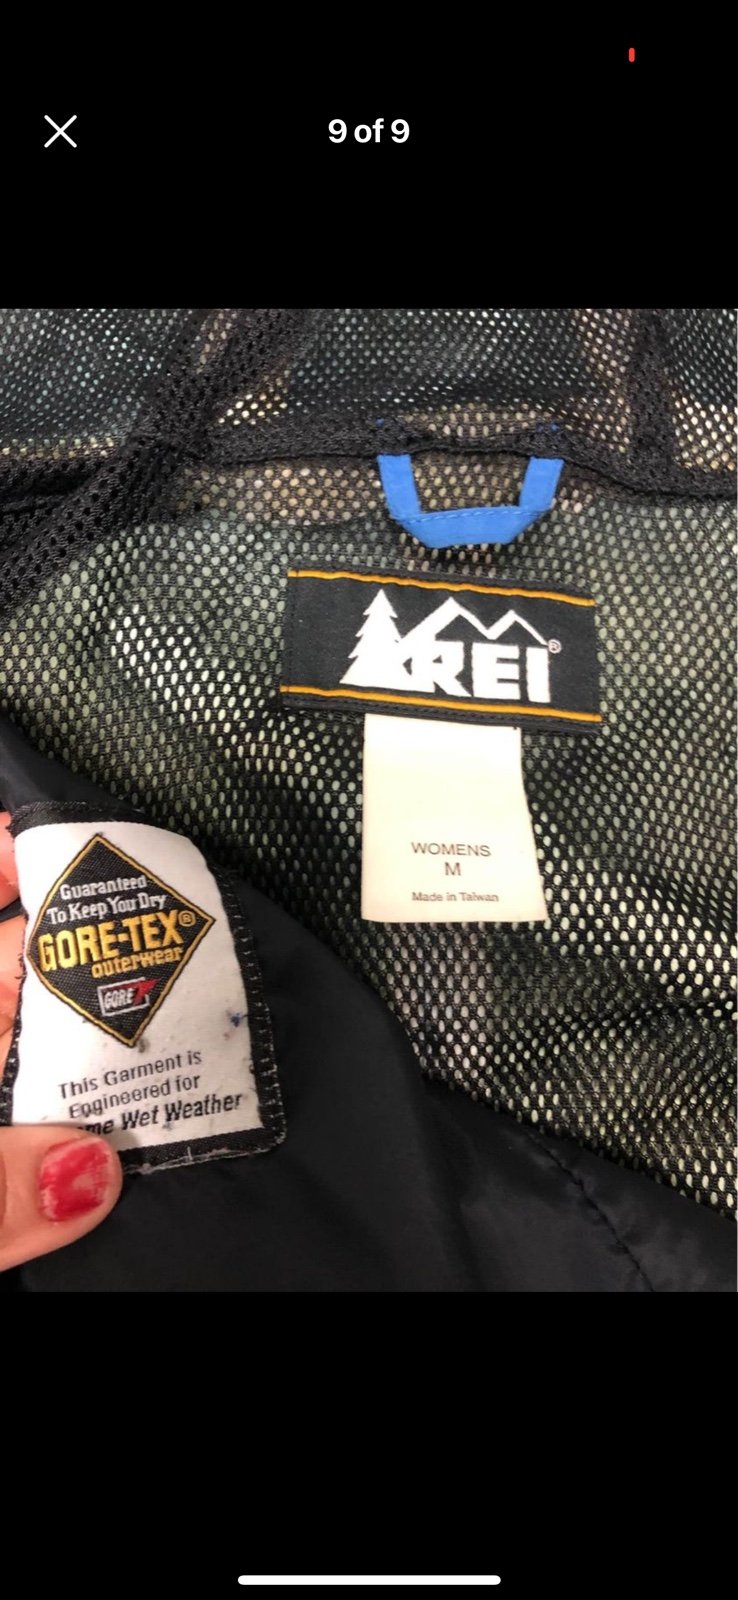 9 of 9
REI®
WOMENS
M
Made in Taiwan
Guaranteed
To Keep You Dry
GORE-TEX®
outerwear
GORE
This Garment is
Engineered for
Wet Weather